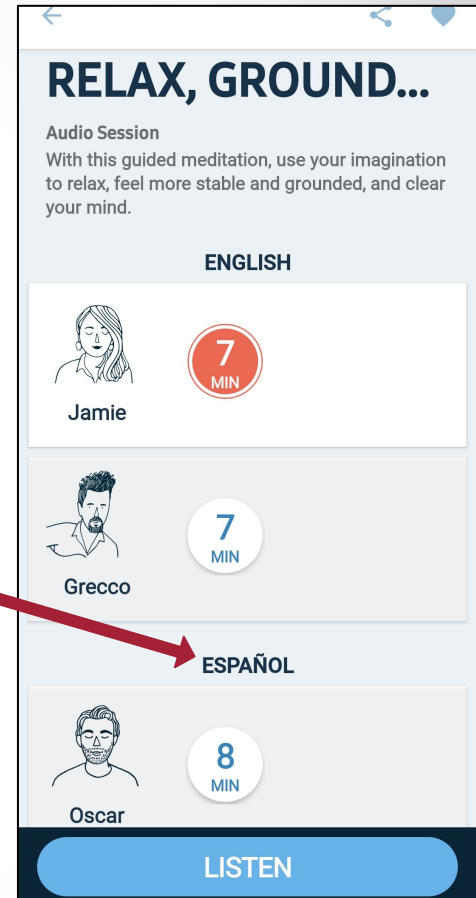 RELAX, GROUND...
Audio Session
With this guided meditation, use your imagination
to relax, feel more stable and grounded, and clear
your mind.
ENGLISH
7
MIN
Jamie
7
MIN
Grecco
ESPAÑOL
8
MIN
Oscar
LISTEN